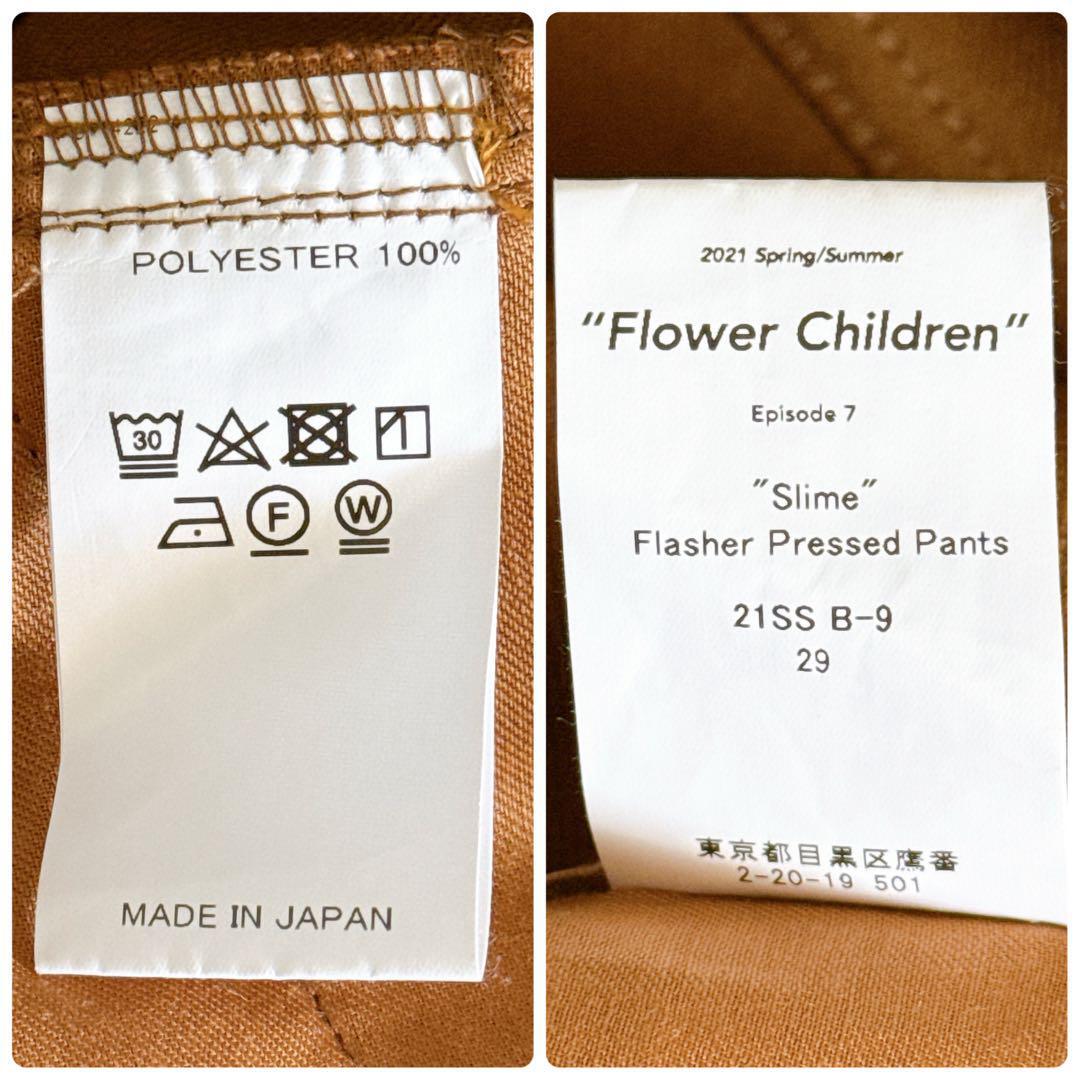 POLYESTER 100%
30
F
W
MADE IN JAPAN
2021 Spring/Summer
"Flower Children"
Episode 7
"Slime"
Flasher Pressed Pants
21SS B-9
29
東京都目黒区鷹番
2-20-19 501